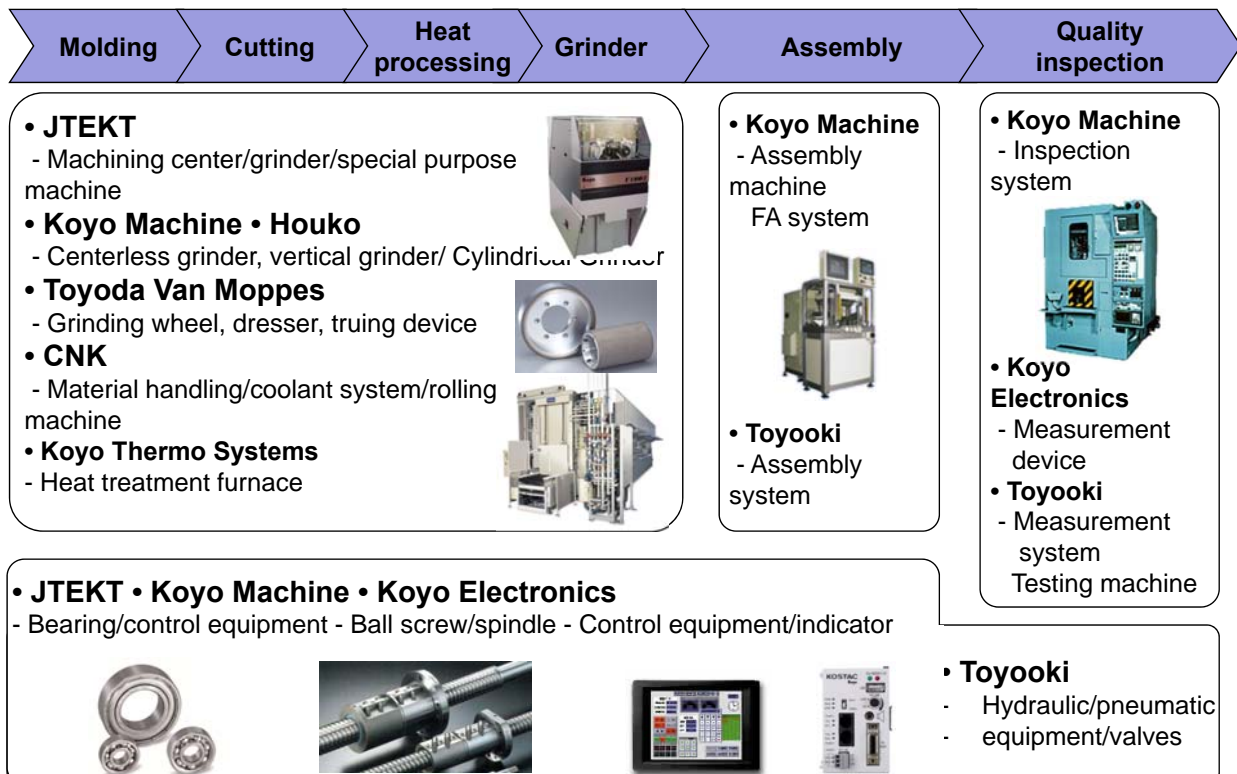 Molding
Cutting
Heat
processing
Grinder
Assembly
Quality
inspection
• JTEKT
- Machining center/grinder/special purpose
machine
• Koyo Machine • Houko
- Centerless grinder, vertical grinder/ Cylindrical Grinder
• Toyoda Van Moppes
- Grinding wheel, dresser, truing device
• CNK
- Material handling/coolant system/rolling
machine
• Koyo Thermo Systems
- Heat treatment furnace
Koyo
• Koyo Machine
- Assembly
machine
FA system
• Toyooki
- Assembly
system
• Koyo Machine
- Inspection
system
• Koyo
Electronics
- Measurement
device
• Toyooki
- Measurement
system
Testing machine
• JTEKT • Koyo Machine • Koyo Electronics
- Bearing/control equipment - Ball screw/spindle - Control equipment/indicator
KOSTAC
Koyo
• Toyooki
- Hydraulic/pneumatic
- equipment/valves